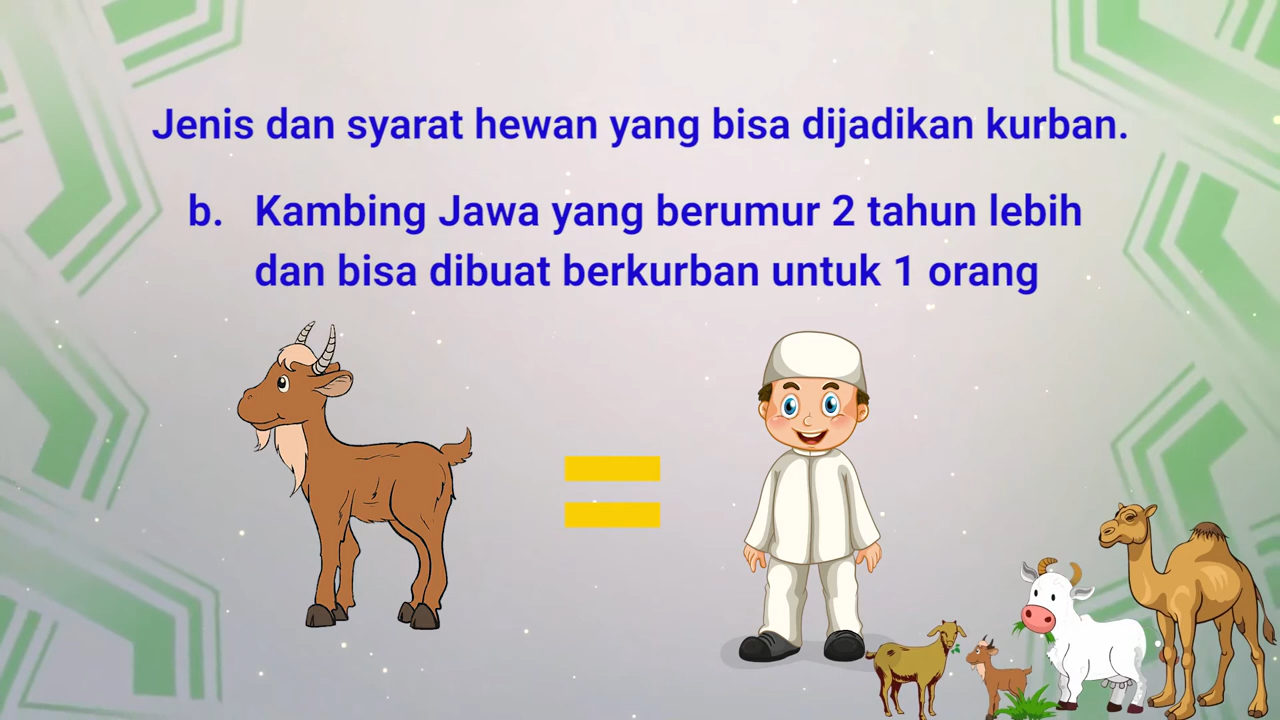 Jenis dan syarat hewan yang bisa dijadikan kurban.
b. Kambing Jawa yang berumur 2 tahun lebih
dan bisa dibuat berkurban untuk 1 orang